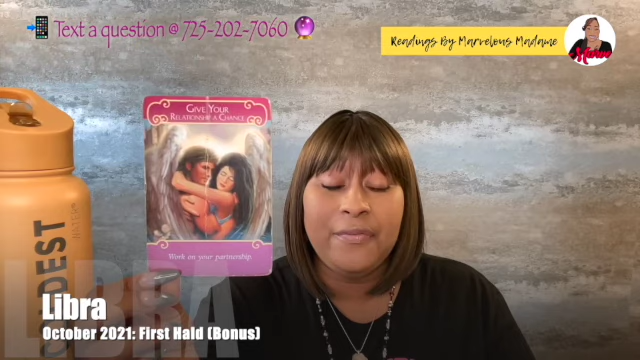 Text a question @ 725-202-7060
Readings By Marvelous Madame
GIVE YOUR
RELATIONSHIP A CHANCE
Work on your partnership.
LDEST
LIBRA
Libra
October 2021: First Hald (Bonus)